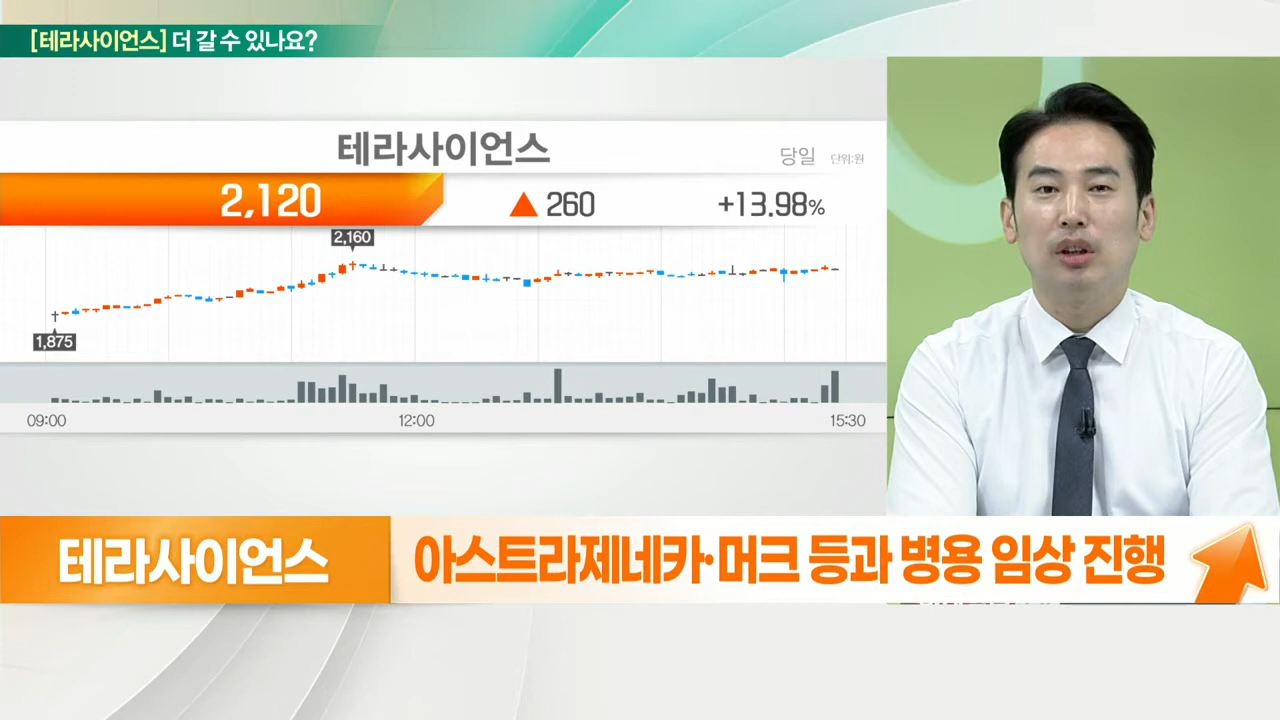 [테라사이언스] 더 갈 수 있나요?
테라사이언스
당일 단위:원
2,120 ▲ 260 +13.98%
2,160
1,875
09:00 12:00 15:30
테라사이언스 아스트라제네카·머크 등과 병용 임상 진행